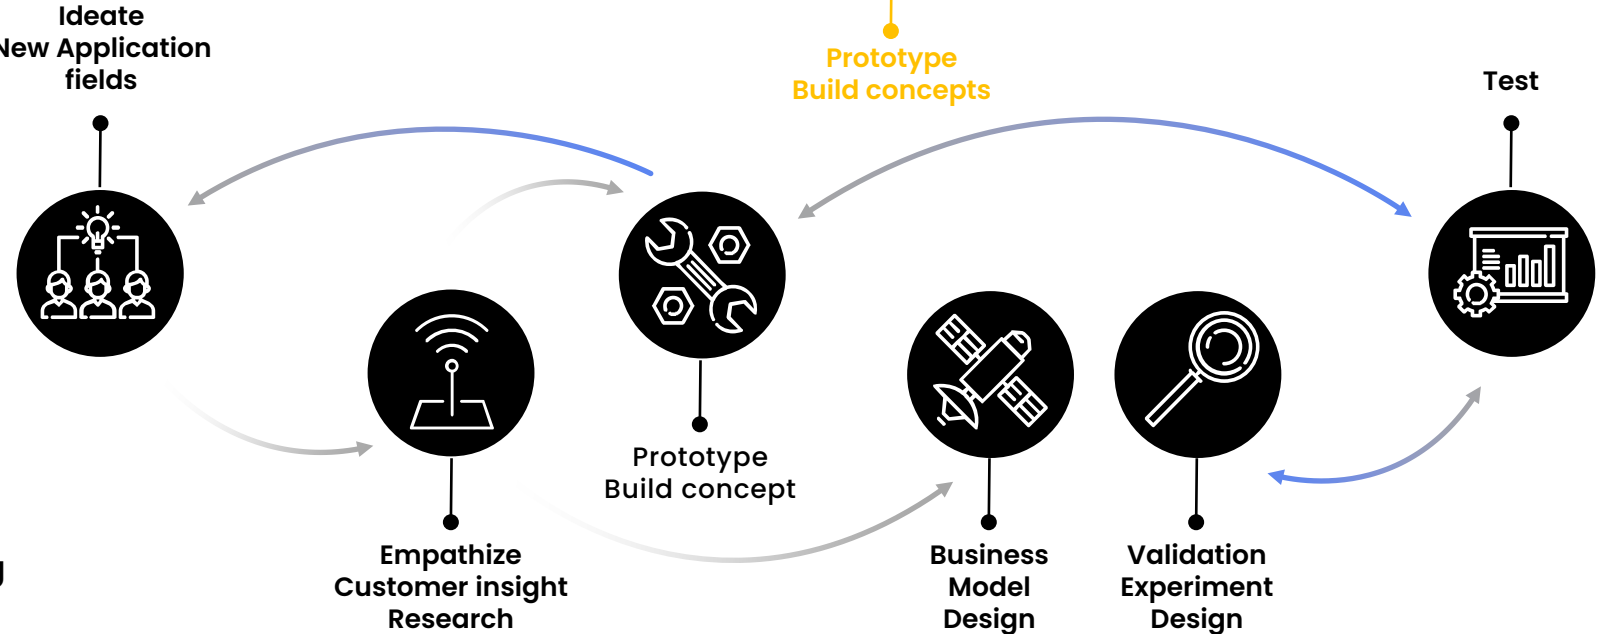 Ideate
New Application
fields
Prototype
Build concepts
Test
Prototype
Build concept
Empathize
Customer insight
Research
Business
Model
Design
Validation
Experiment
Design